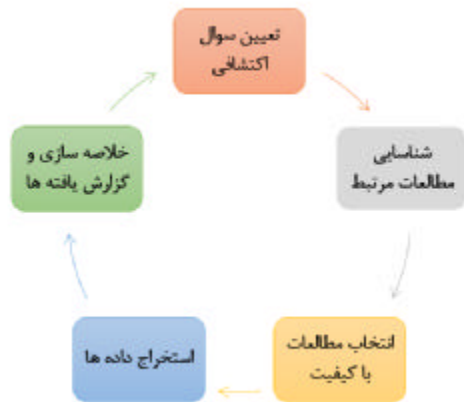 تعیین سوال
اکتشافی
شناسایی
مطالعات مرتبط
انتخاب مطالعات
با کیفیت
استخراج داده ها
خلاصه سازی و
گزارش یافته ها